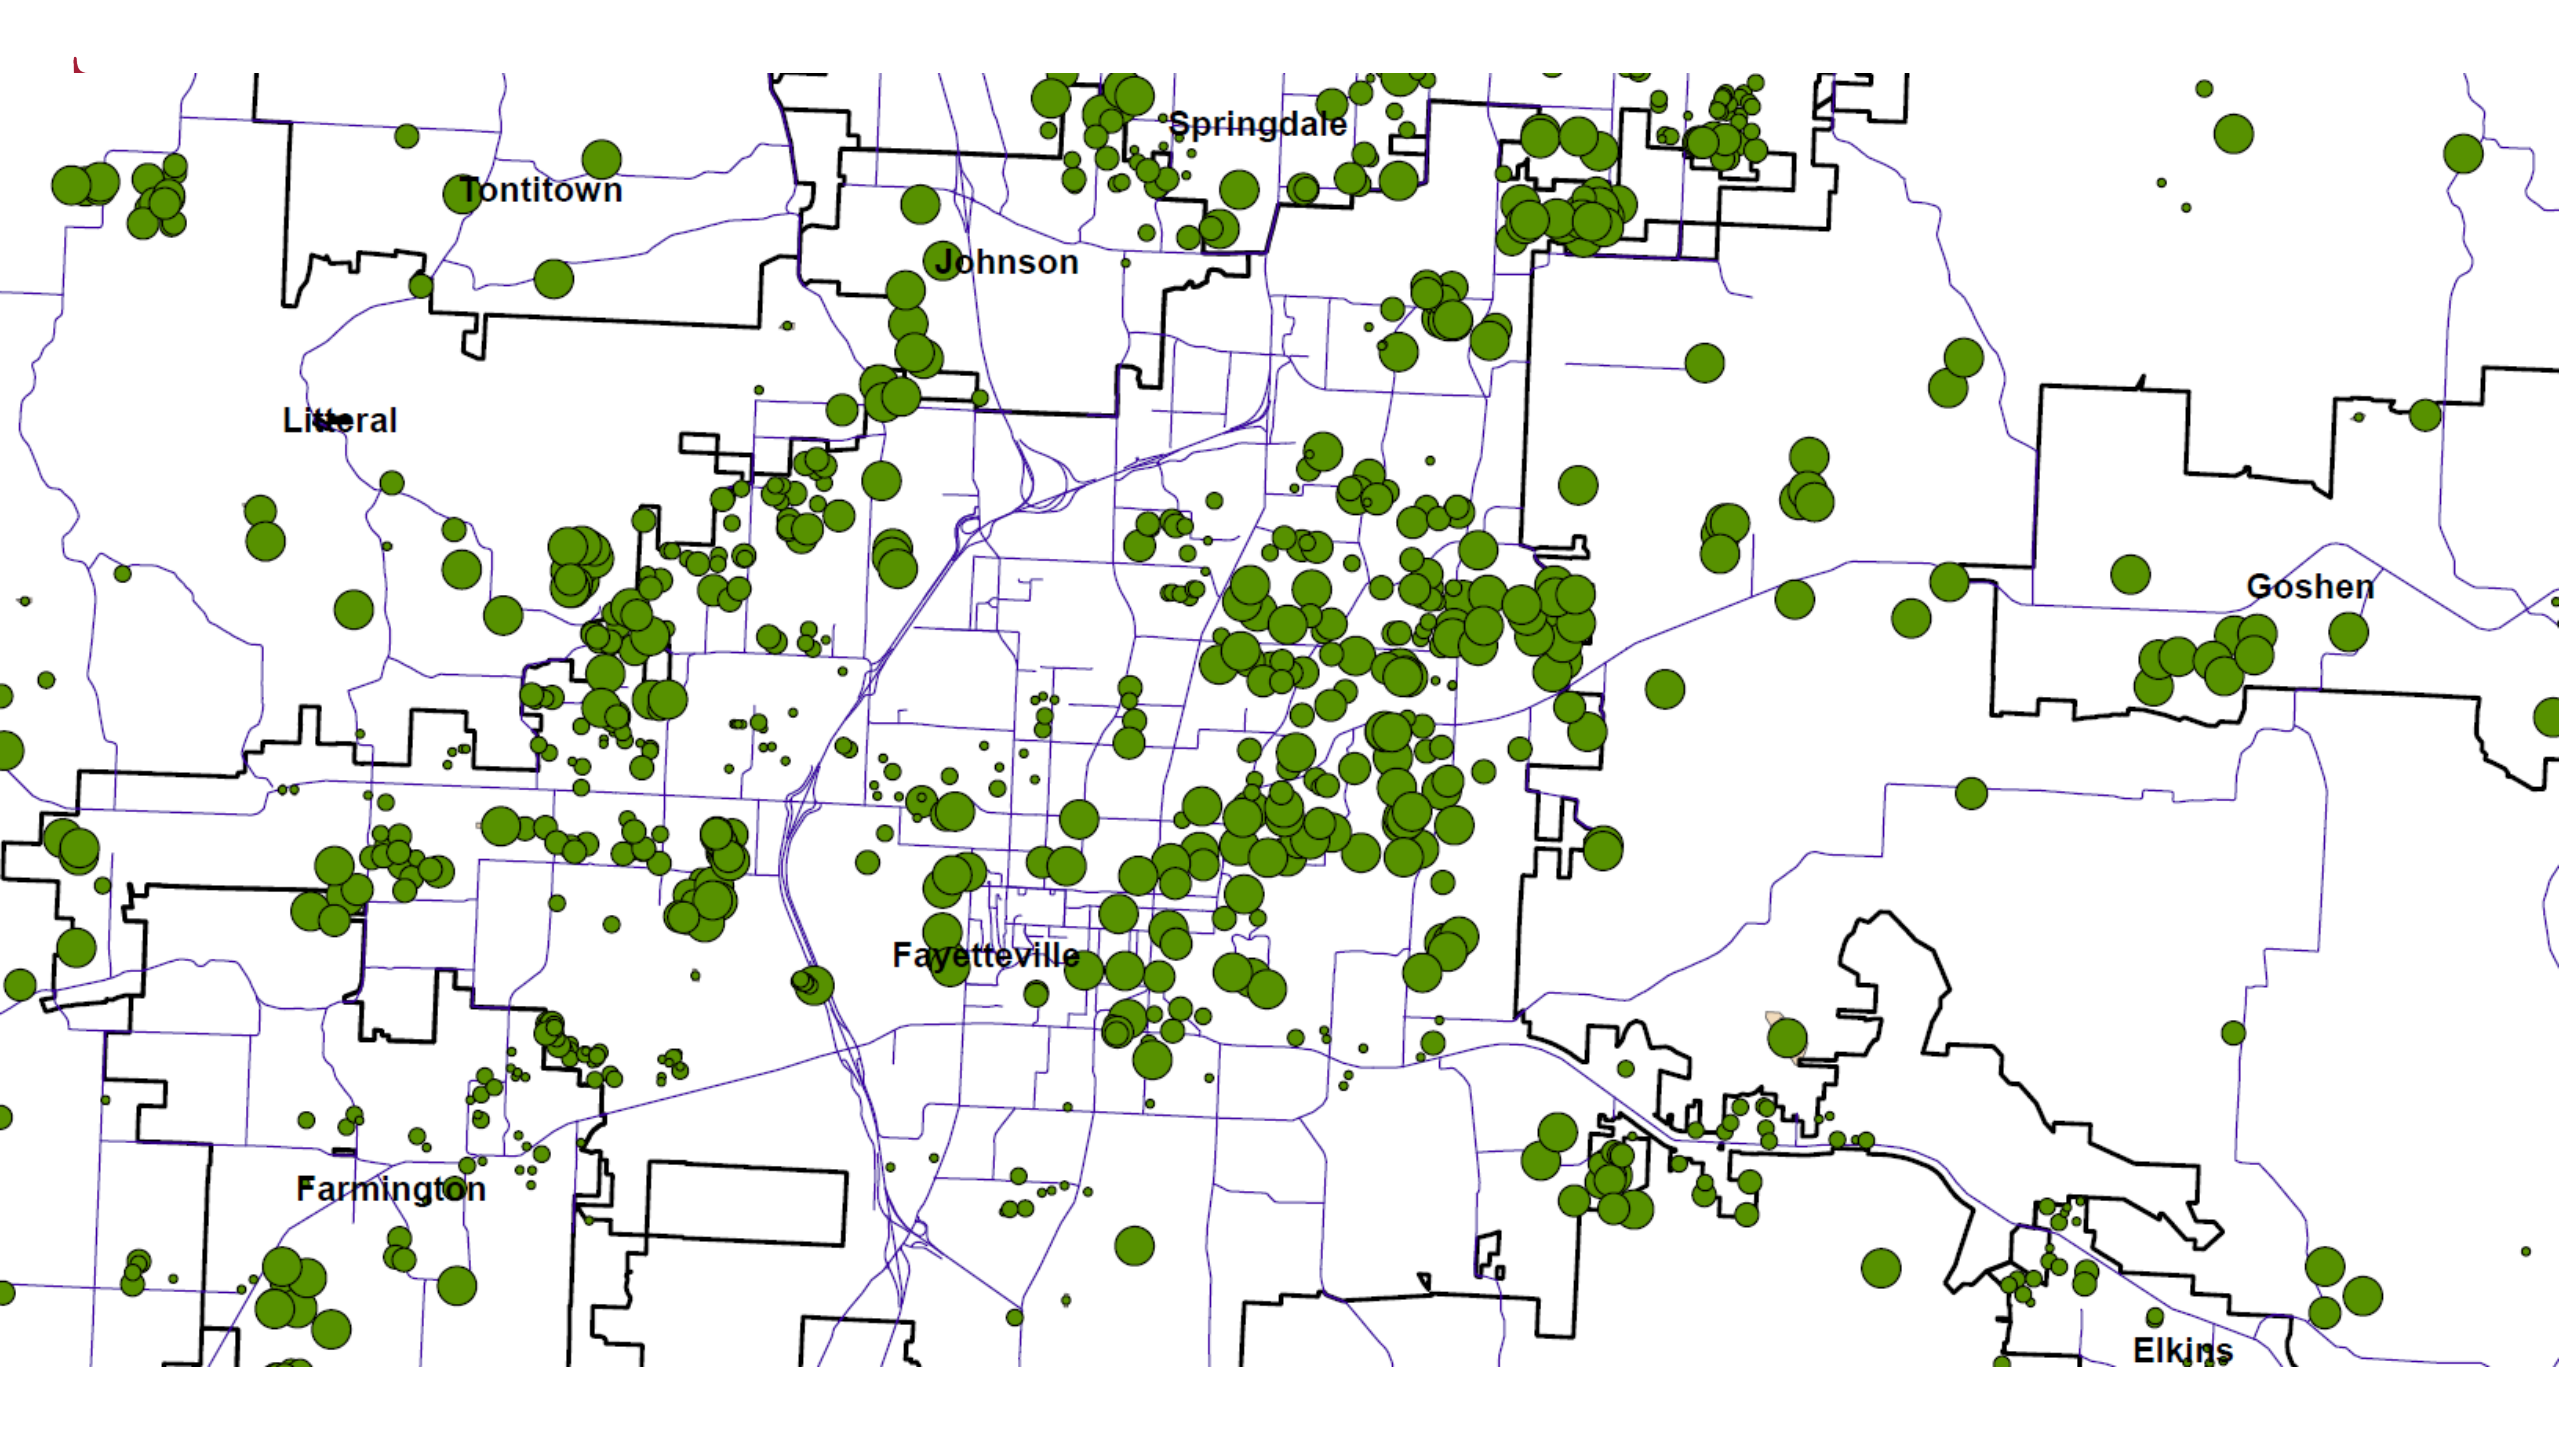 Springdale
Tontitown
Johnson
Litteral
Goshen
Fayetteville
Farmington
Elkins